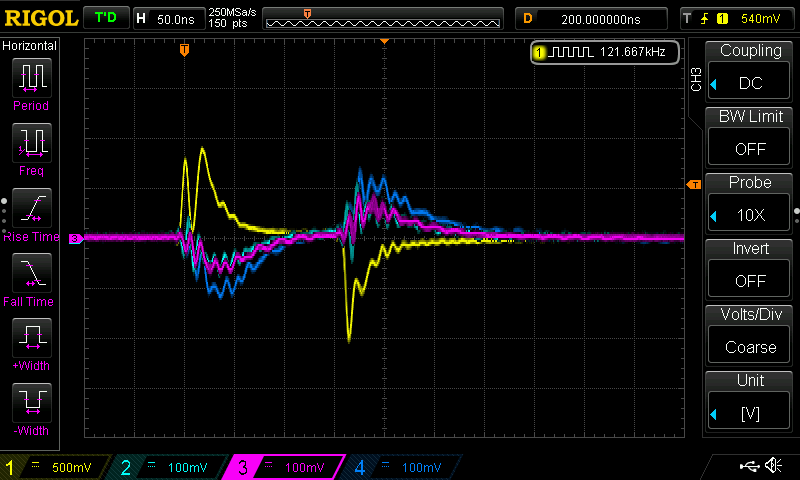 RIGOL T'D H 50.0ns 250MSa/s
150 pts
D 200.000000ns T 1 540mV
Horizontal
1 121.667kHz
Period
Freq
Rise Time
Fall Time
+Width
-Width
T
T
3
CH3
Coupling
DC
BW Limit
OFF
Probe
10X
Invert
OFF
Volts/Div
Coarse
Unit
[V]
1 500mV 2 100mV 3 100mV 4 100mV